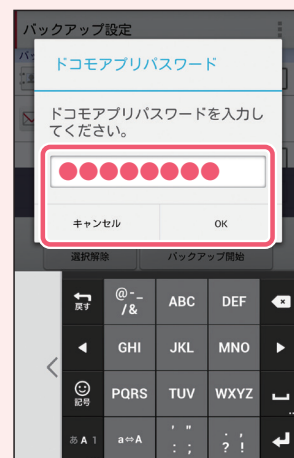 バックアップ設定
ドコモアプリパスワード
ドコモアプリパスワードを入力し
てください。
キャンセル OK
選択解除 バックアップ開始
戻す @-_/& ABC DEF
GHI JKL MNO
記号 PQRS TUV WXYZ
あA1 a⇔A ' " : ; . , ? !